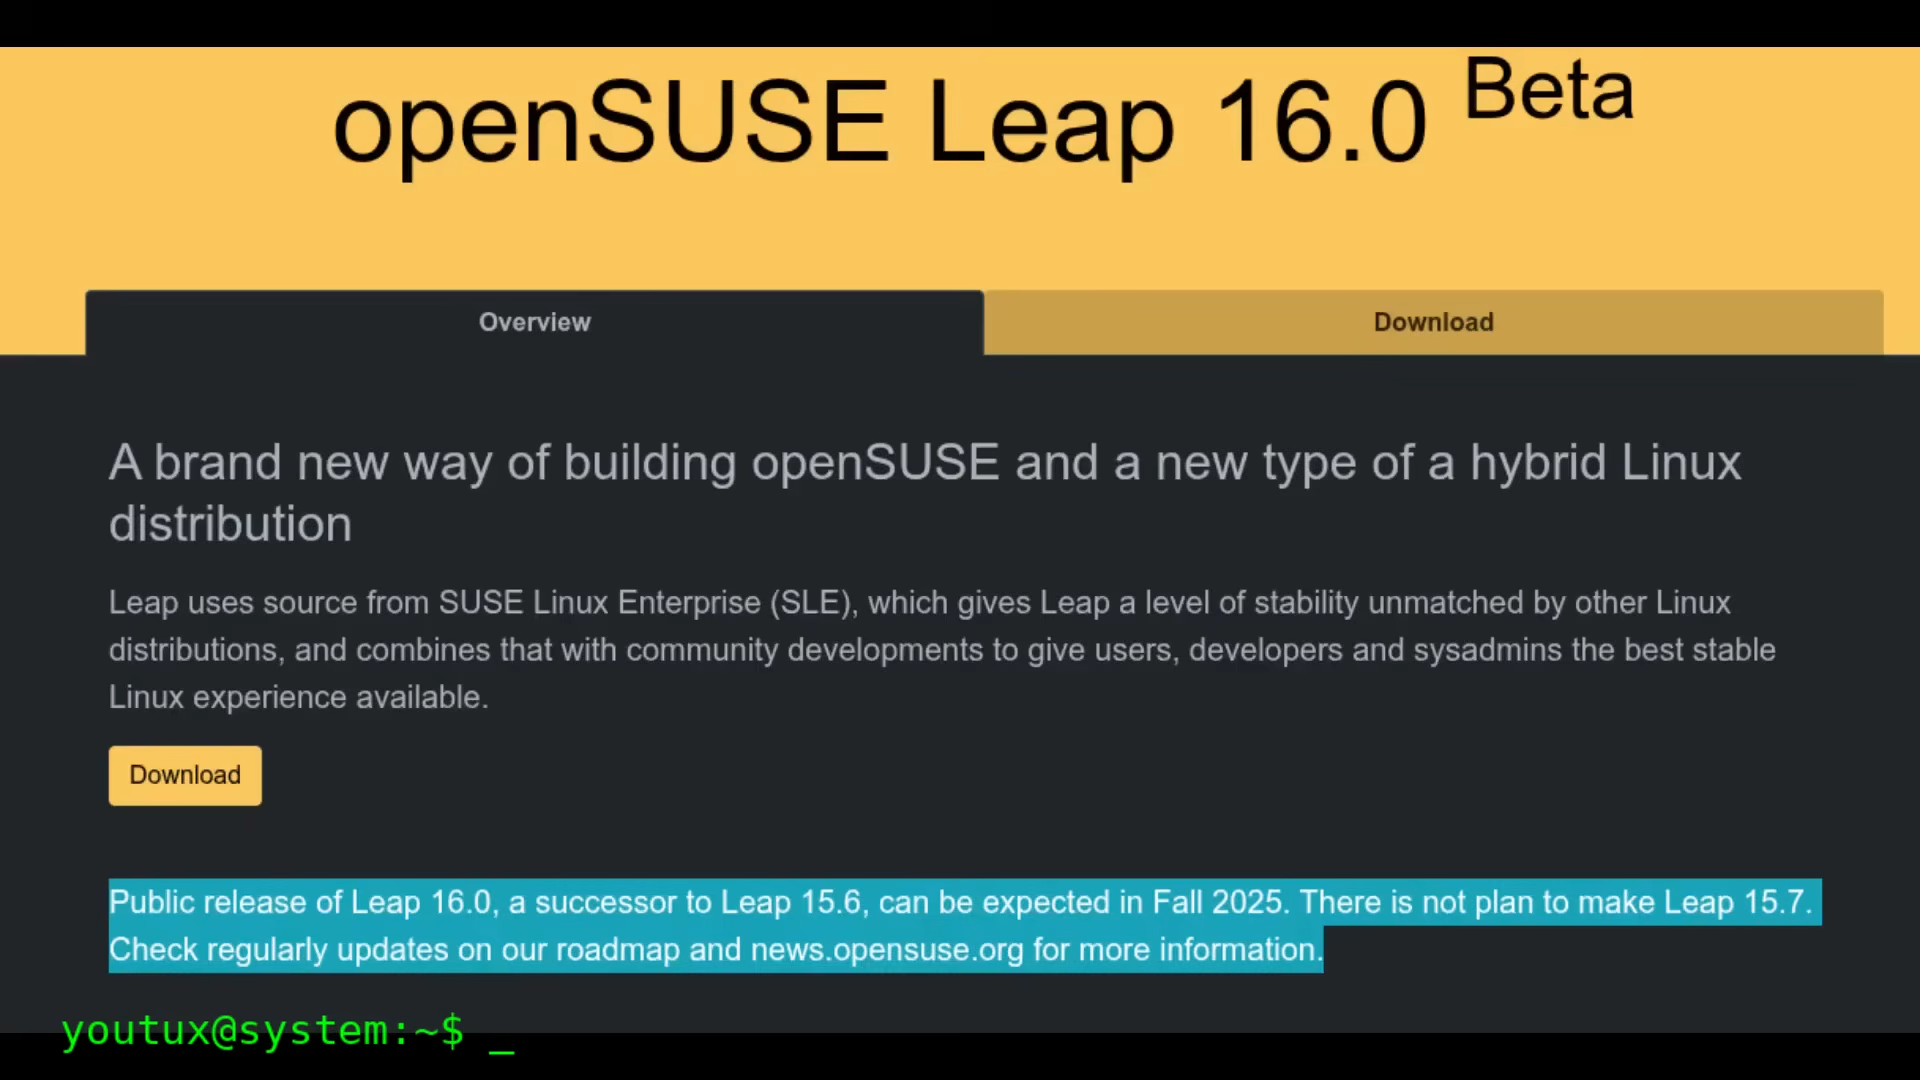 openSUSE Leap 16.0 Beta
Overview
Download
A brand new way of building openSUSE and a new type of a hybrid Linux
distribution
Leap uses source from SUSE Linux Enterprise (SLE), which gives Leap a level of stability unmatched by other Linux
distributions, and combines that with community developments to give users, developers and sysadmins the best stable
Linux experience available.
Download
Public release of Leap 16.0, a successor to Leap 15.6, can be expected in Fall 2025. There is not plan to make Leap 15.7.
Check regularly updates on our roadmap and news.opensuse.org for more information.
youtux@system:~$ _